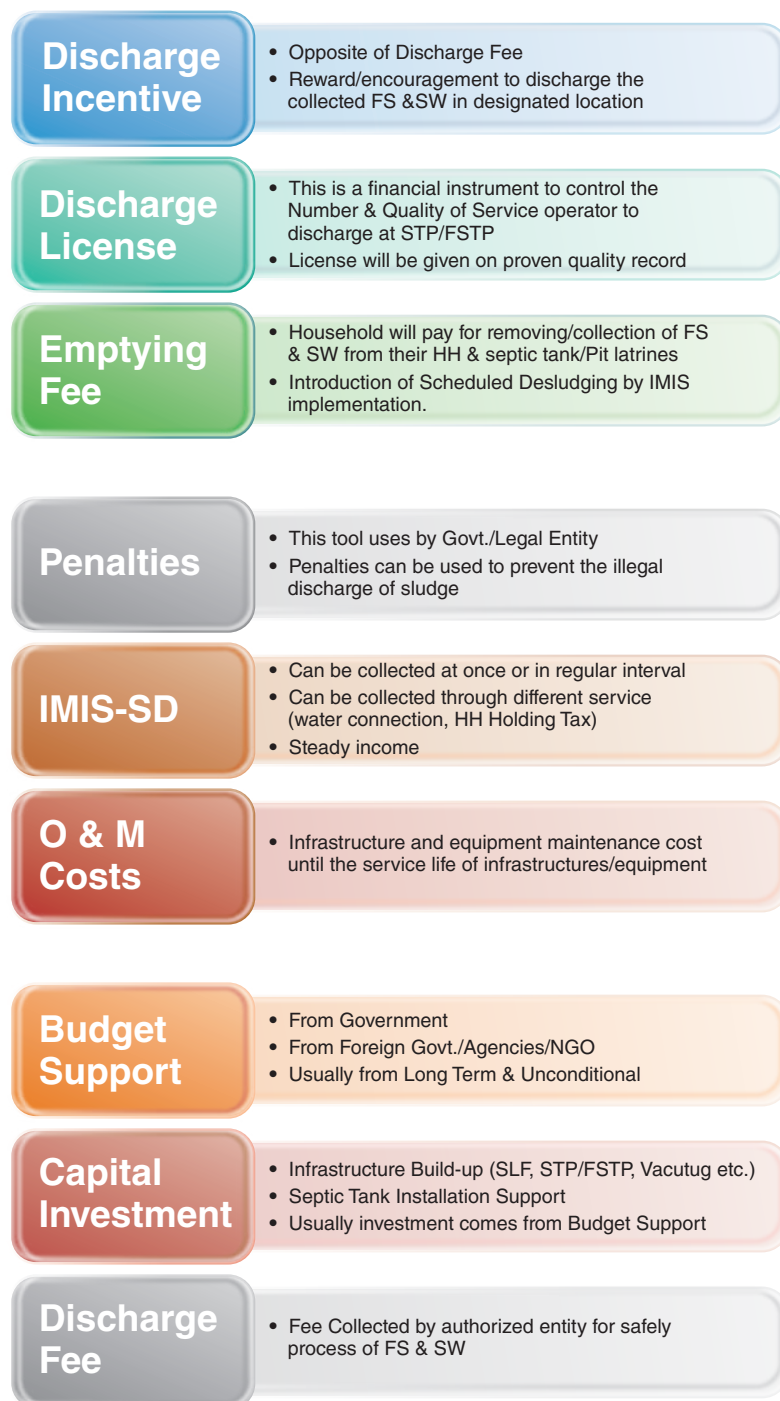 Discharge
Incentive
• Opposite of Discharge Fee
• Reward/encouragement to discharge the
collected FS &SW in designated location
Discharge
License
• This is a financial instrument to control the
Number & Quality of Service operator to
discharge at STP/FSTP
• License will be given on proven quality record
Emptying
Fee
• Household will pay for removing/collection of FS
& SW from their HH & septic tank/Pit latrines
• Introduction of Scheduled Desludging by IMIS
implementation.
Penalties
• This tool uses by Govt./Legal Entity
• Penalties can be used to prevent the illegal
discharge of sludge
IMIS-SD
• Can be collected at once or in regular interval
• Can be collected through different service
(water connection, HH Holding Tax)
• Steady income
O & M
Costs
• Infrastructure and equipment maintenance cost
until the service life of infrastructures/equipment
Budget
Support
• From Government
• From Foreign Govt./Agencies/NGO
• Usually from Long Term & Unconditional
Capital
Investment
• Infrastructure Build-up (SLF, STP/FSTP, Vacutug etc.)
• Septic Tank Installation Support
• Usually investment comes from Budget Support
Discharge
Fee
• Fee Collected by authorized entity for safely
process of FS & SW